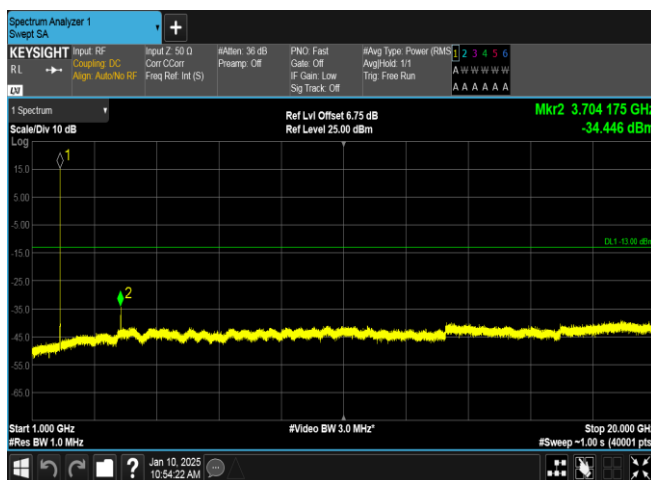 Spectrum Analyzer 1
Swept SA
KEYSIGHT
RL
LXI
Input: RF
Coupling: DC
Align: Auto/No RF
Input Z: 50 Ω
Corr CCorr
Freq Ref: Int (S)
#Atten: 36 dB
Preamp: Off
PNO: Fast
Gate: Off
IF Gain: Low
Sig Track: Off
#Avg Type: Power (RMS
Avg|Hold: 1/1
Trig: Free Run
1 2 3 4 5 6
A W W W W W
A A A A A A
1 Spectrum
Scale/Div 10 dB
Ref Lvl Offset 6.75 dB
Ref Level 25.00 dBm
Mkr2 3.704 175 GHz
-34.446 dBm
Log
1
15.0
5.00
-5.00
DL1 -13.00 dBm
-15.0
-25.0
2
-35.0
-45.0
-55.0
-65.0
Start 1.000 GHz
#Video BW 3.0 MHz*
Stop 20.000 GHz
#Res BW 1.0 MHz
#Sweep ~1.00 s (40001 pts
?
Jan 10, 2025
10:54:22 AM